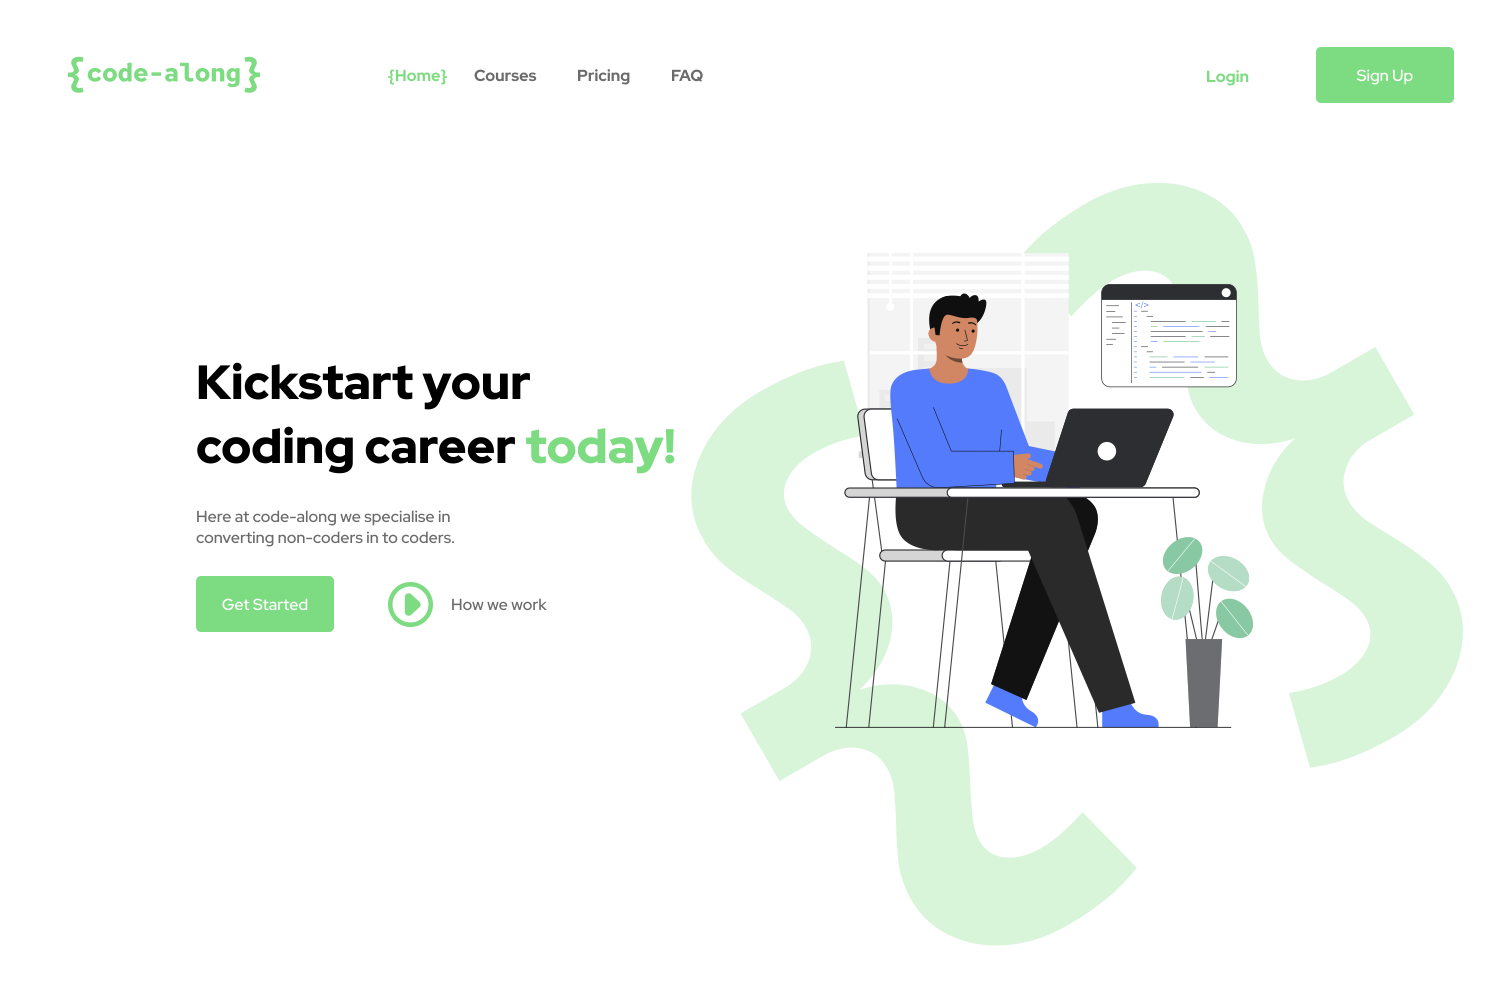 {code-along}
{Home} Courses Pricing FAQ
Login
Sign Up
</>
Kickstart your
coding career today!
Here at code-along we specialise in
converting non-coders in to coders.
Get Started
How we work